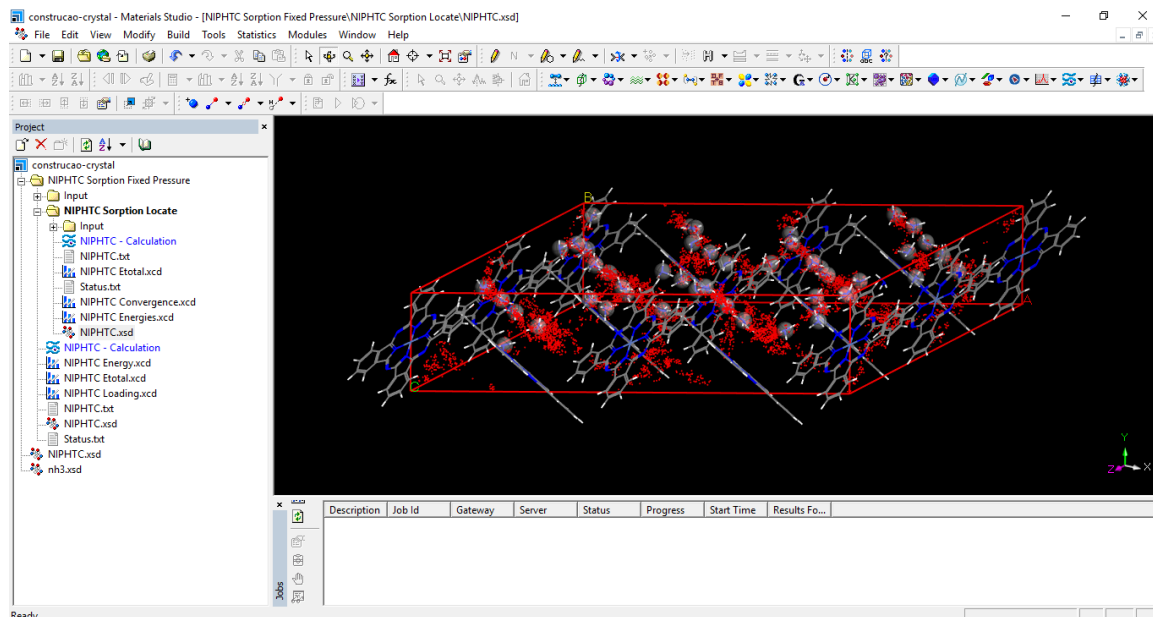 construcao-crystal - Materials Studio - [NIPHTC Sorption Fixed Pressure\NIPHTC Sorption Locate\NIPHTC.xsd]
File Edit View Modify Build Tools Statistics Modules Window Help
Project
construcao-crystal
NIPHTC Sorption Fixed Pressure
Input
NIPHTC Sorption Locate
Input
NIPHTC - Calculation
NIPHTC.txt
NIPHTC Etotal.xcd
Status.txt
NIPHTC Convergence.xcd
NIPHTC Energies.xcd
NIPHTC.xsd
NIPHTC - Calculation
NIPHTC Energy.xcd
NIPHTC Etotal.xcd
NIPHTC Loading.xcd
NIPHTC.txt
NIPHTC.xsd
Status.txt
NIPHTC.xsd
nh3.xsd
B
A
C
Y
Z X
Jobs
Description Job Id Gateway Server Status Progress Start Time Results Fo...
Ready